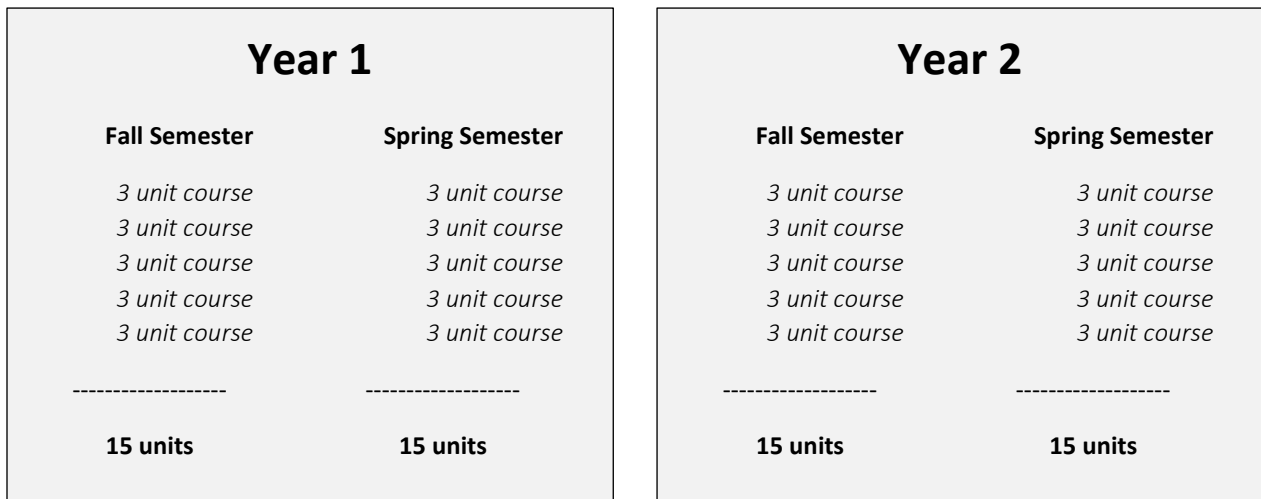 Year 1
Fall Semester Spring Semester
3 unit course 3 unit course
3 unit course 3 unit course
3 unit course 3 unit course
3 unit course 3 unit course
3 unit course 3 unit course
------------------- -------------------
15 units 15 units
Year 2
Fall Semester Spring Semester
3 unit course 3 unit course
3 unit course 3 unit course
3 unit course 3 unit course
3 unit course 3 unit course
3 unit course 3 unit course
------------------- -------------------
15 units 15 units